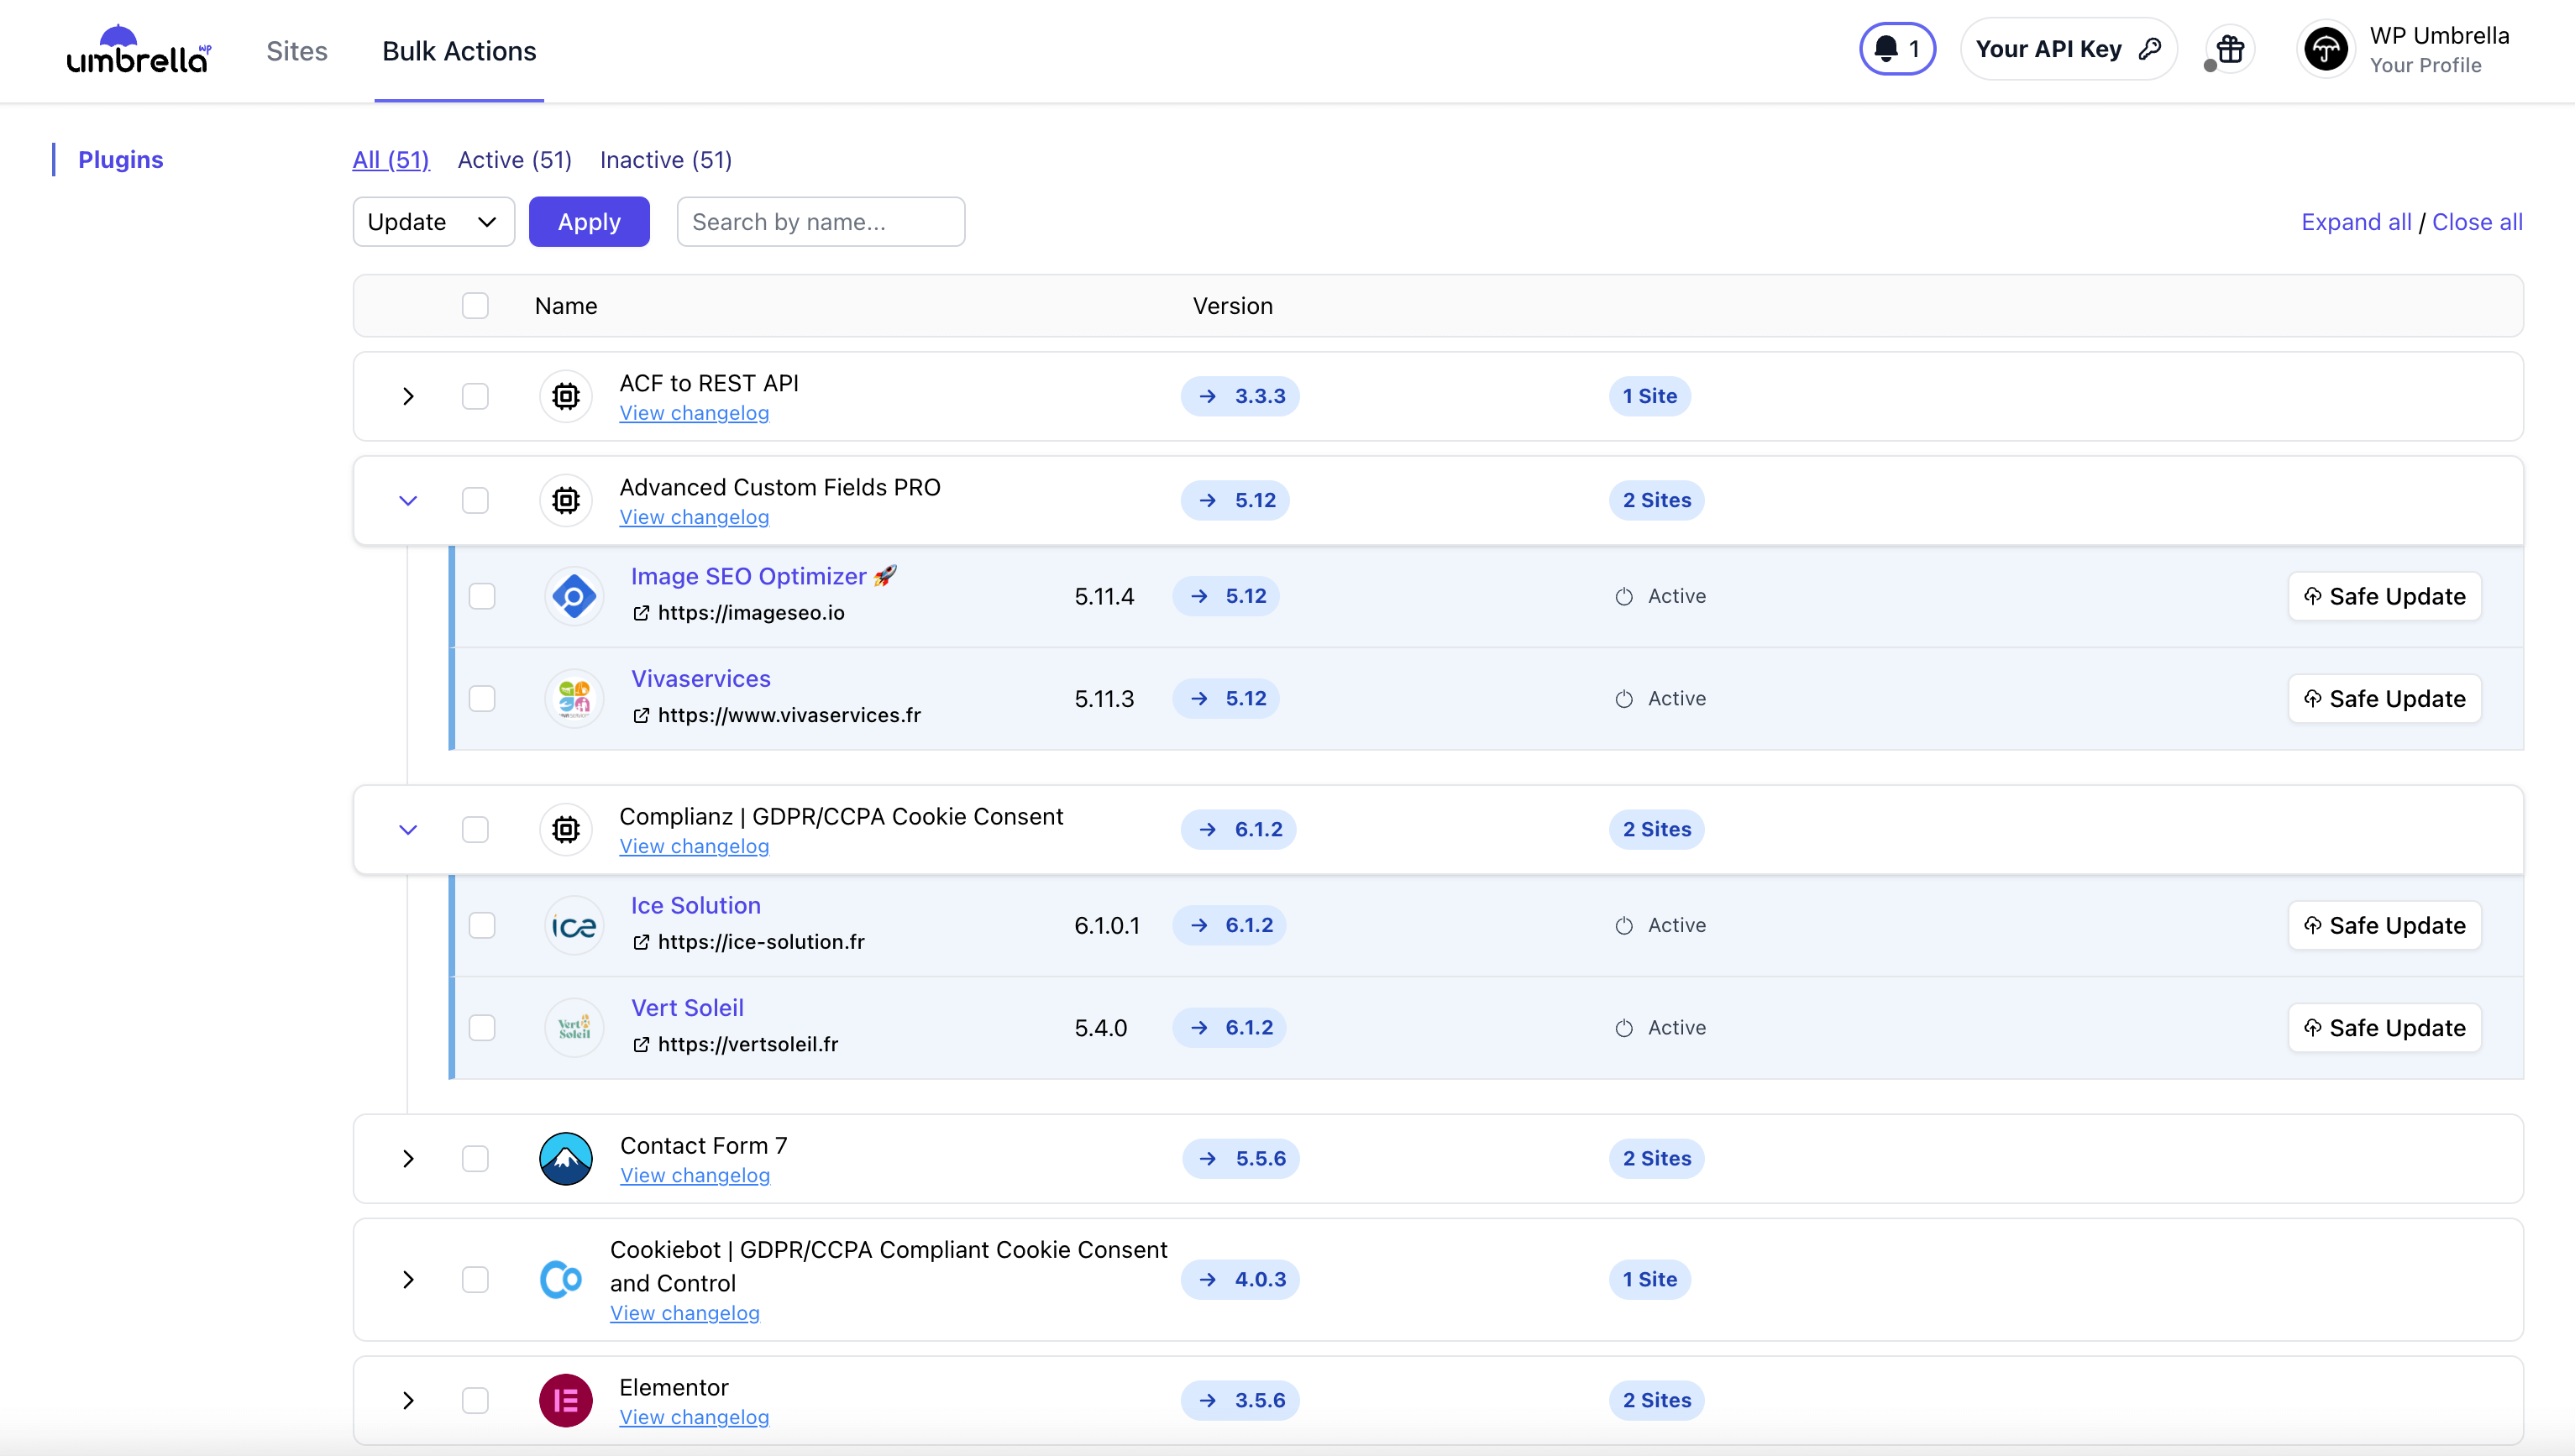 umbrella wp
Sites
Bulk Actions
1
Your API Key
WP Umbrella
Your Profile
Plugins
All (51)
Active (51)
Inactive (51)
Update
Apply
Search by name...
Expand all / Close all
Name
Version
ACF to REST API
View changelog
→ 3.3.3
1 Site
Advanced Custom Fields PRO
View changelog
→ 5.12
2 Sites
Image SEO Optimizer 🚀
https://imageseo.io
5.11.4
→ 5.12
Active
Safe Update
Vivaservices
https://www.vivaservices.fr
5.11.3
→ 5.12
Active
Safe Update
Complianz | GDPR/CCPA Cookie Consent
View changelog
→ 6.1.2
2 Sites
ice
Ice Solution
https://ice-solution.fr
6.1.0.1
→ 6.1.2
Active
Safe Update
Vert
Soleil
Vert Soleil
https://vertsoleil.fr
5.4.0
→ 6.1.2
Active
Safe Update
Contact Form 7
View changelog
→ 5.5.6
2 Sites
Cookiebot | GDPR/CCPA Compliant Cookie Consent
and Control
View changelog
→ 4.0.3
1 Site
Elementor
View changelog
→ 3.5.6
2 Sites